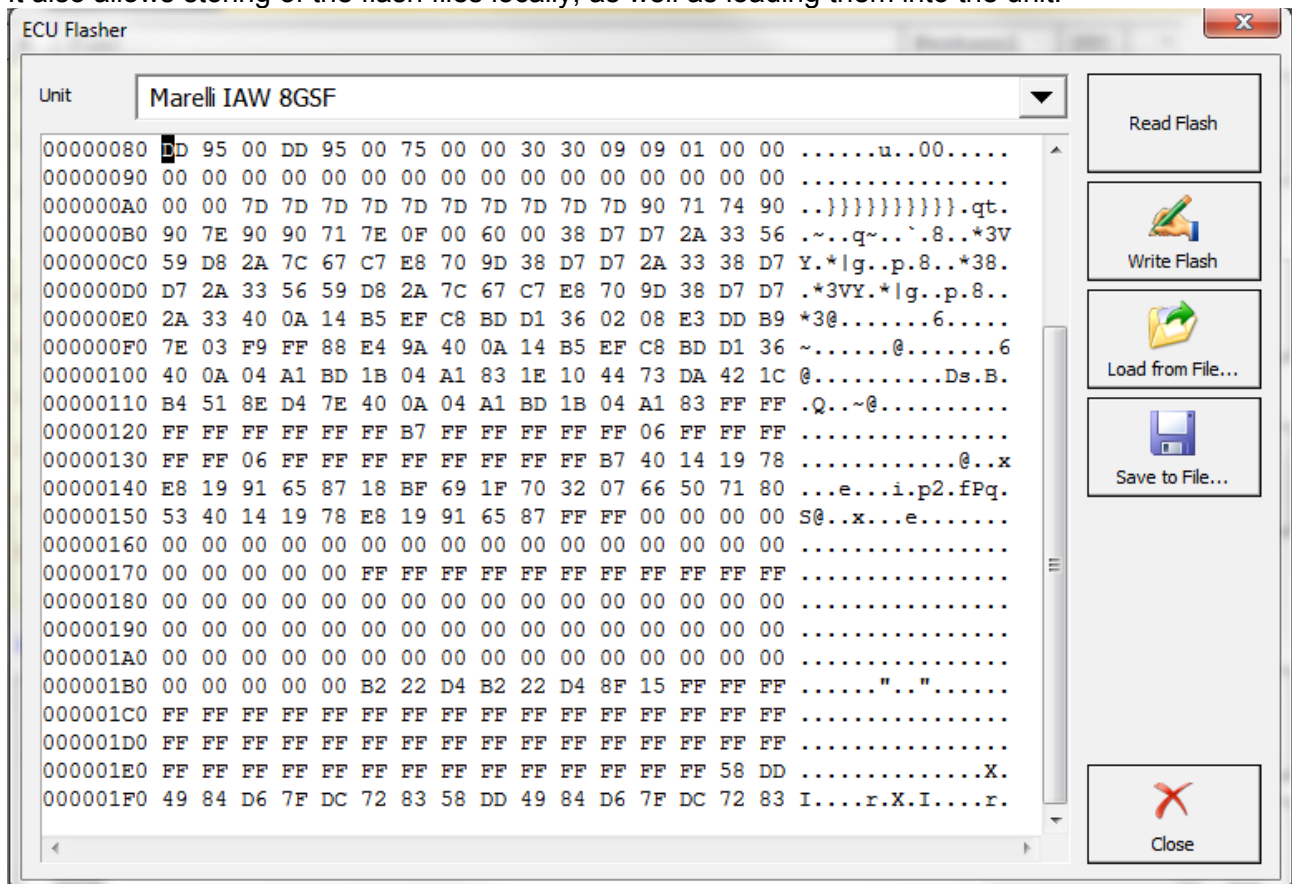 It also allows storing of the flash files locally, as well as loading them into the unit.
ECU Flasher
Unit
Marelli IAW 8GSF
Read Flash
Write Flash
Load from File...
Save to File...
Close
00000080 DD 95 00 DD 95 00 75 00 00 30 30 09 09 01 00 00 ......u..00.....
00000090 00 00 00 00 00 00 00 00 00 00 00 00 00 00 00 00 ................
000000A0 00 00 7D 7D 7D 7D 7D 7D 7D 7D 7D 7D 90 71 74 90 ..}}}}}}}}}}.qt.
000000B0 90 7E 90 90 71 7E 0F 00 60 00 38 D7 D7 2A 33 56 .~..q~..`.8..*3V
000000C0 59 D8 2A 7C 67 C7 E8 70 9D 38 D7 D7 2A 33 38 D7 Y.*|g..p.8..*38.
000000D0 D7 2A 33 56 59 D8 2A 7C 67 C7 E8 70 9D 38 D7 D7 .*3VY.*|g..p.8..
000000E0 2A 33 40 0A 14 B5 EF C8 BD D1 36 02 08 E3 DD B9 *3@.......6.....
000000F0 7E 03 F9 FF 88 E4 9A 40 0A 14 B5 EF C8 BD D1 36 ~......@.......6
00000100 40 0A 04 A1 BD 1B 04 A1 83 1E 10 44 73 DA 42 1C @..........Ds.B.
00000110 B4 51 8E D4 7E 40 0A 04 A1 BD 1B 04 A1 83 FF FF .Q..~@..........
00000120 FF FF FF FF FF FF B7 FF FF FF FF FF 06 FF FF FF ................
00000130 FF FF 06 FF FF FF FF FF FF FF FF B7 40 14 19 78 ............@..x
00000140 E8 19 91 65 87 18 BF 69 1F 70 32 07 66 50 71 80 ...e...i.p2.fPq.
00000150 53 40 14 19 78 E8 19 91 65 87 FF FF 00 00 00 00 S@..x...e.......
00000160 00 00 00 00 00 00 00 00 00 00 00 00 00 00 00 00 ................
00000170 00 00 00 00 00 FF FF FF FF FF FF FF FF FF FF FF ................
00000180 00 00 00 00 00 00 00 00 00 00 00 00 00 00 00 00 ................
00000190 00 00 00 00 00 00 00 00 00 00 00 00 00 00 00 00 ................
000001A0 00 00 00 00 00 00 00 00 00 00 00 00 00 00 00 00 ................
000001B0 00 00 00 00 00 B2 22 D4 B2 22 D4 8F 15 FF FF FF ......"..."......
000001C0 FF FF FF FF FF FF FF FF FF FF FF FF FF FF FF FF ................
000001D0 FF FF FF FF FF FF FF FF FF FF FF FF FF FF FF FF ................
000001E0 FF FF FF FF FF FF FF FF FF FF FF FF FF FF 58 DD ..............X.
000001F0 49 84 D6 7F DC 72 83 58 DD 49 84 D6 7F DC 72 83 I....r.X.I....r.